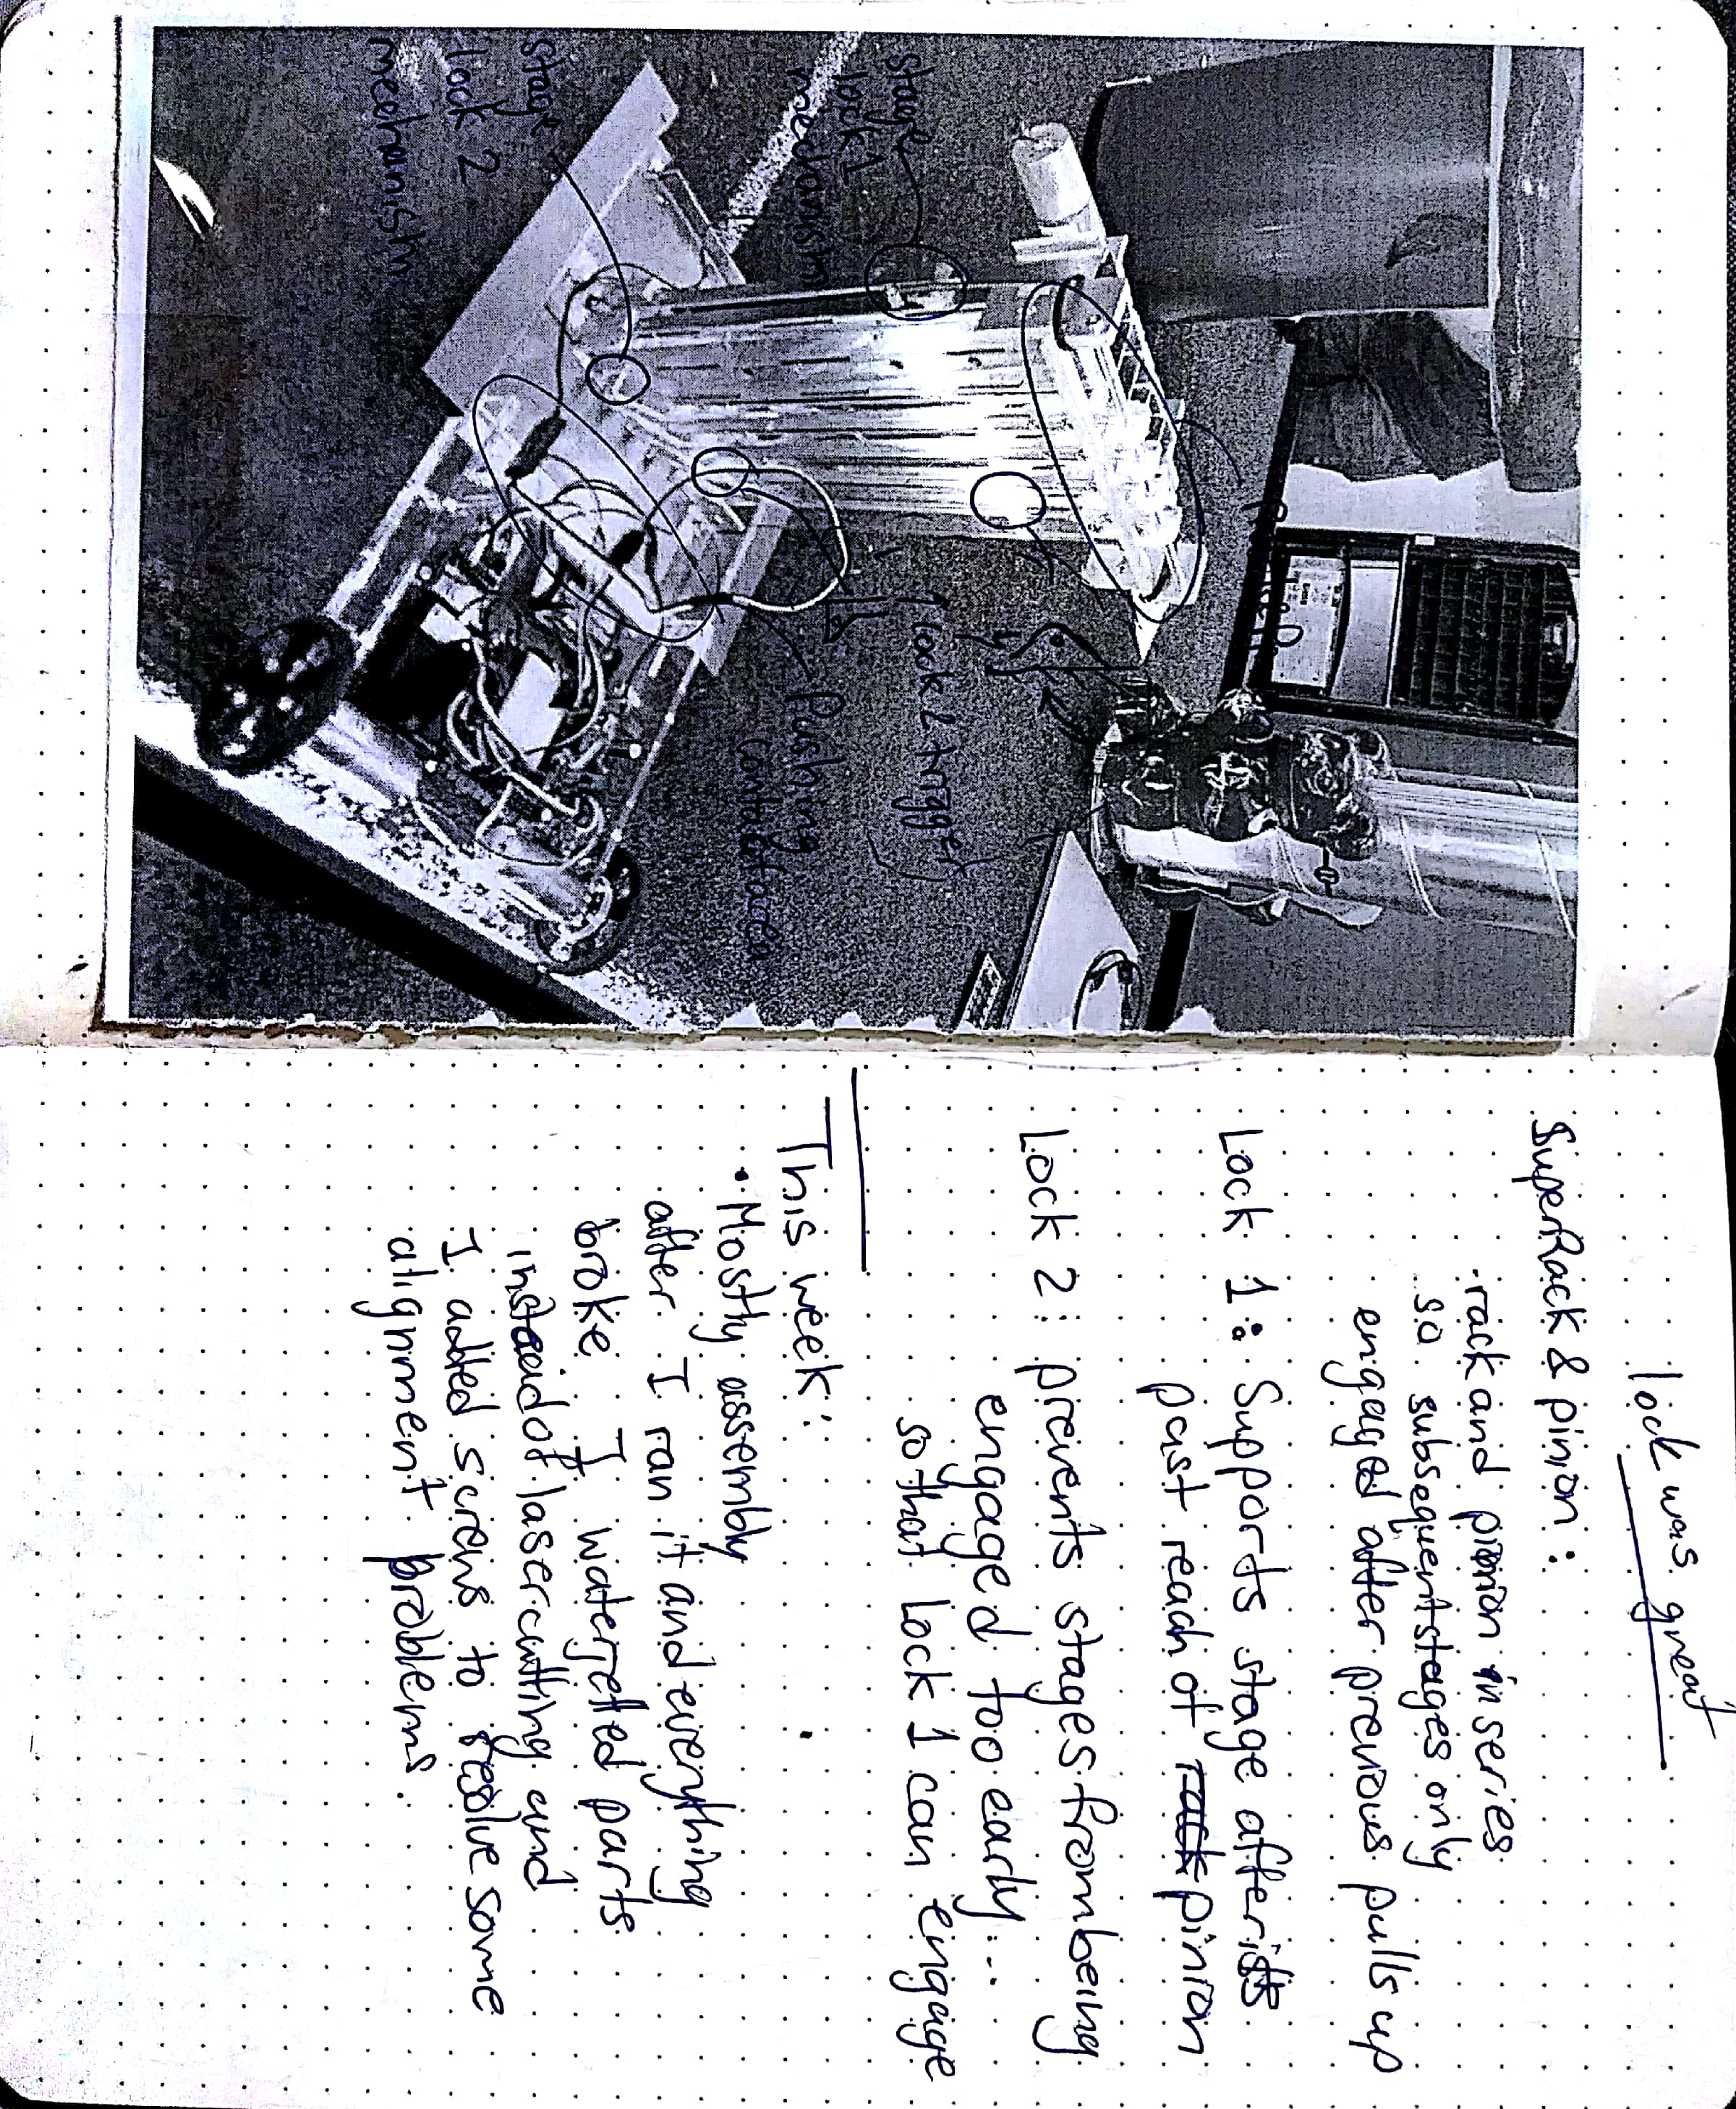 stage
lock 1
mechanism
lock 2 trigger
Pushing
contact area
stage
lock 2
mechanism
lock was great
SuperRack & pinion :
rack and pinion in series
so subsequent stages only
engaged after previous pulls up
Lock 1: Supports stage after its
past reach of rack pinion
Lock 2: prevents stages from being
engaged too early...
so that Lock 1 can engage
This week:
• Mostly assembly
after I ran it and everything
broke I waterjetted parts
instead of laser cutting and
I added screws to resolve some
alignment problems.